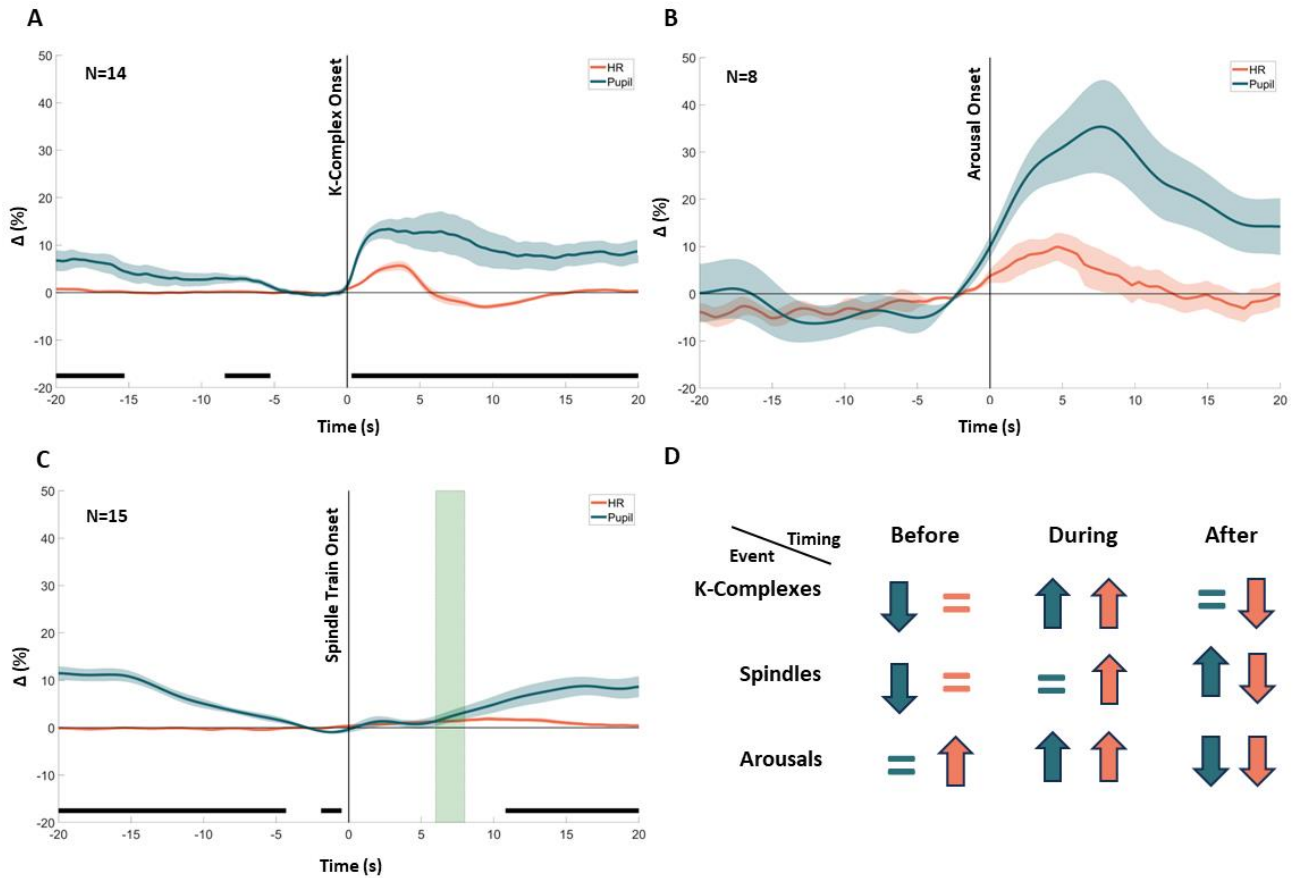 A
N=14
HR
Pupil
K-Complex Onset
Δ (%)
50
40
30
20
10
0
-10
-20
-20 -15 -10 -5 0 5 10 15 20
Time (s)
B
N=8
HR
Pupil
Arousal Onset
Δ (%)
50
40
30
20
10
0
-10
-20
-20 -15 -10 -5 0 5 10 15 20
Time (s)
C
N=15
HR
Pupil
Spindle Train Onset
Δ (%)
50
40
30
20
10
0
-10
-20
-20 -15 -10 -5 0 5 10 15 20
Time (s)
D
Event Timing Before During After
K-Complexes = =
Spindles = =
Arousals =